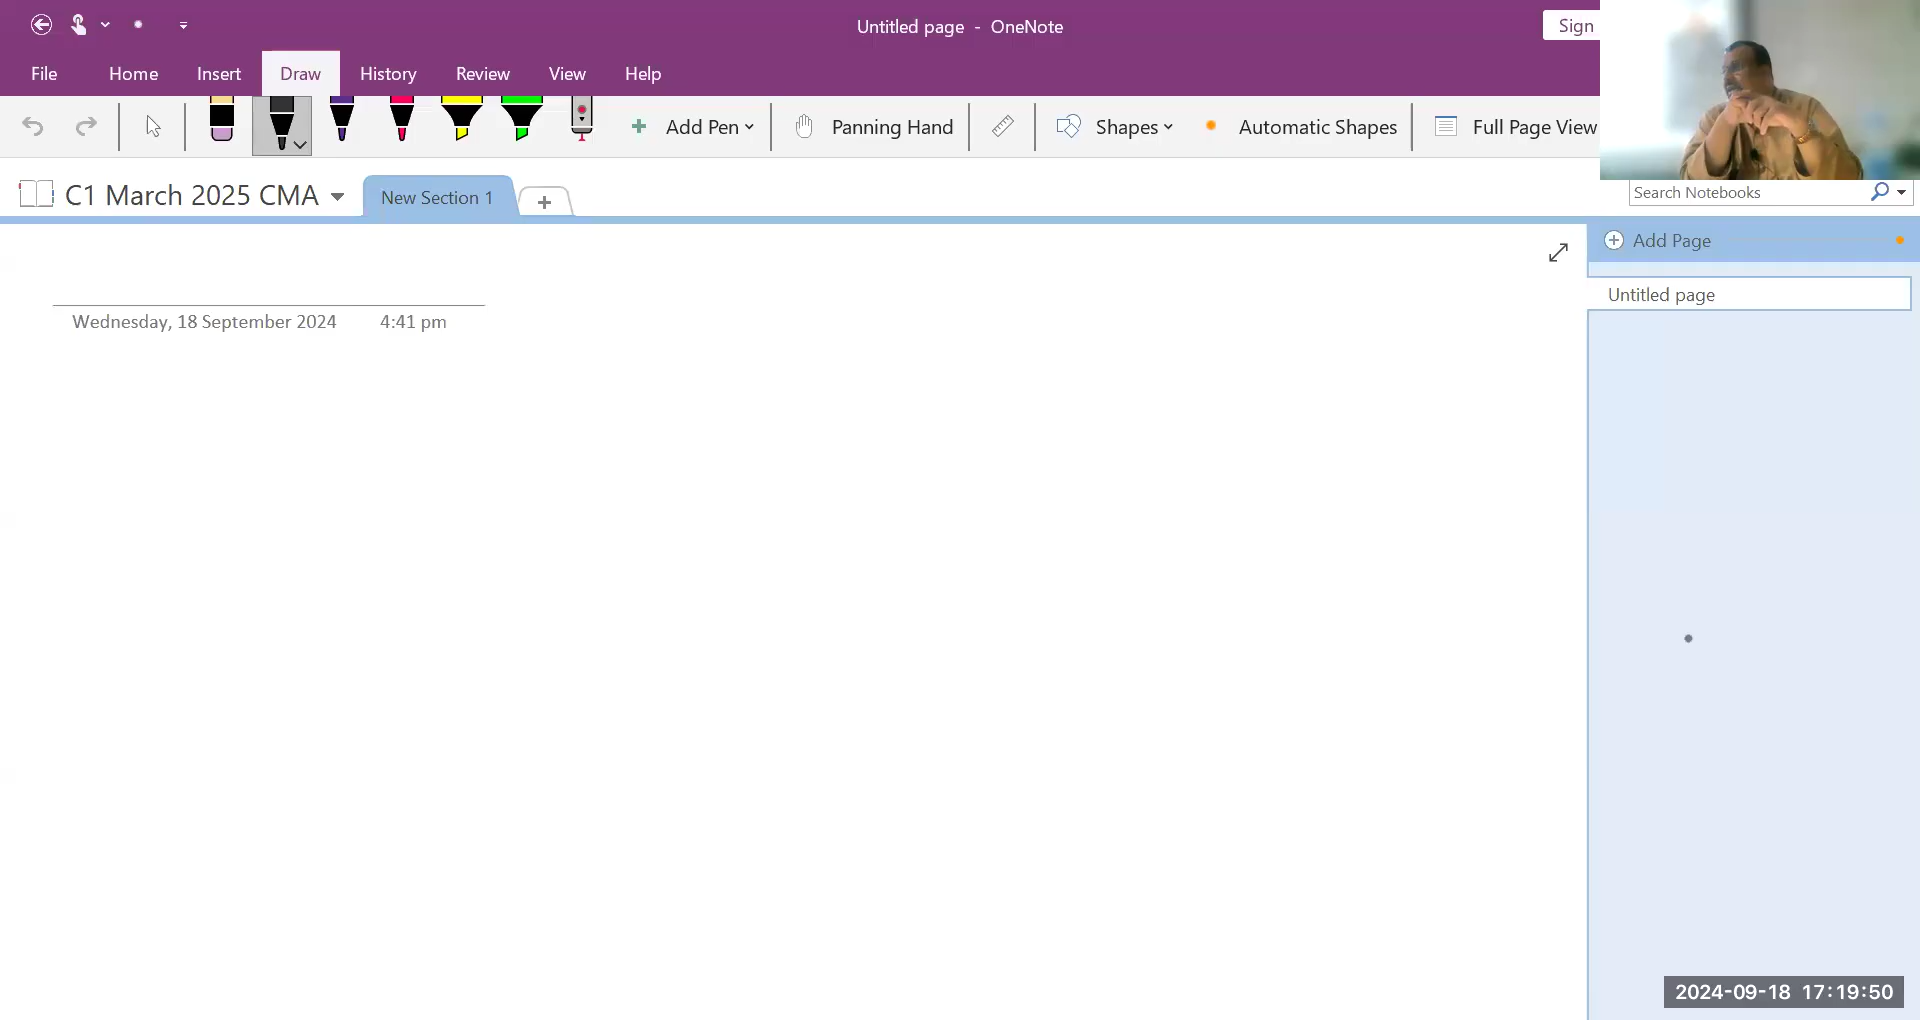 Untitled page - OneNote
Sign
File Home Insert Draw History Review View Help
Add Pen Panning Hand Shapes Automatic Shapes Full Page View
C1 March 2025 CMA New Section 1
Search Notebooks
Add Page
Untitled page
Wednesday, 18 September 2024 4:41 pm
2024-09-18 17:19:50